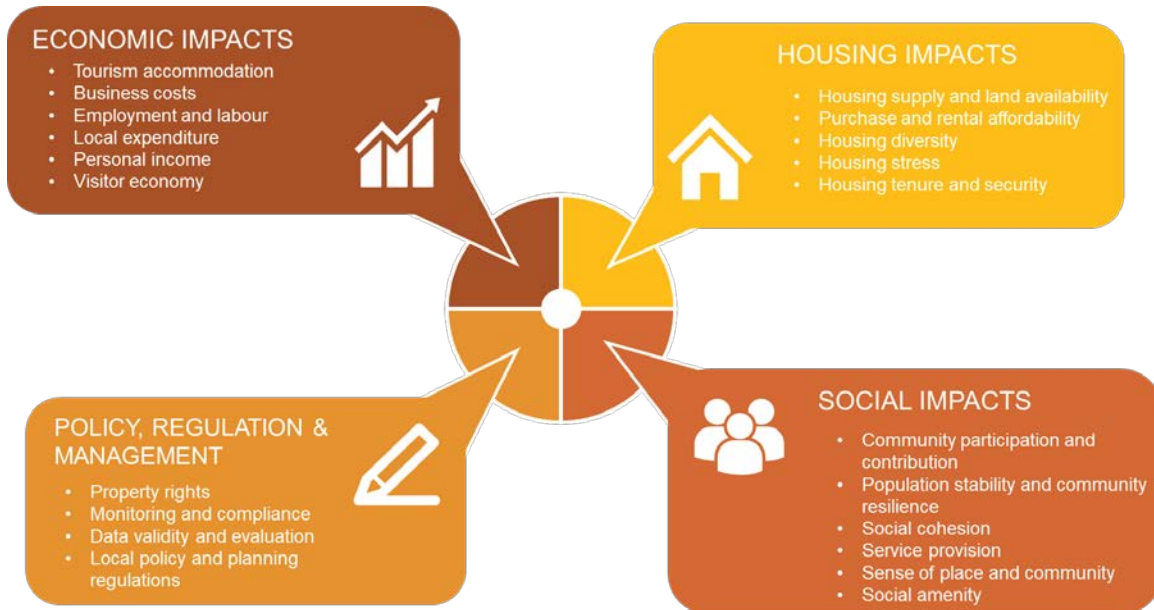 ECONOMIC IMPACTS
• Tourism accommodation
• Business costs
• Employment and labour
• Local expenditure
• Personal income
• Visitor economy
HOUSING IMPACTS
• Housing supply and land availability
• Purchase and rental affordability
• Housing diversity
• Housing stress
• Housing tenure and security
POLICY, REGULATION &
MANAGEMENT
• Property rights
• Monitoring and compliance
• Data validity and evaluation
• Local policy and planning
regulations
SOCIAL IMPACTS
• Community participation and
contribution
• Population stability and community
resilience
• Social cohesion
• Service provision
• Sense of place and community
• Social amenity